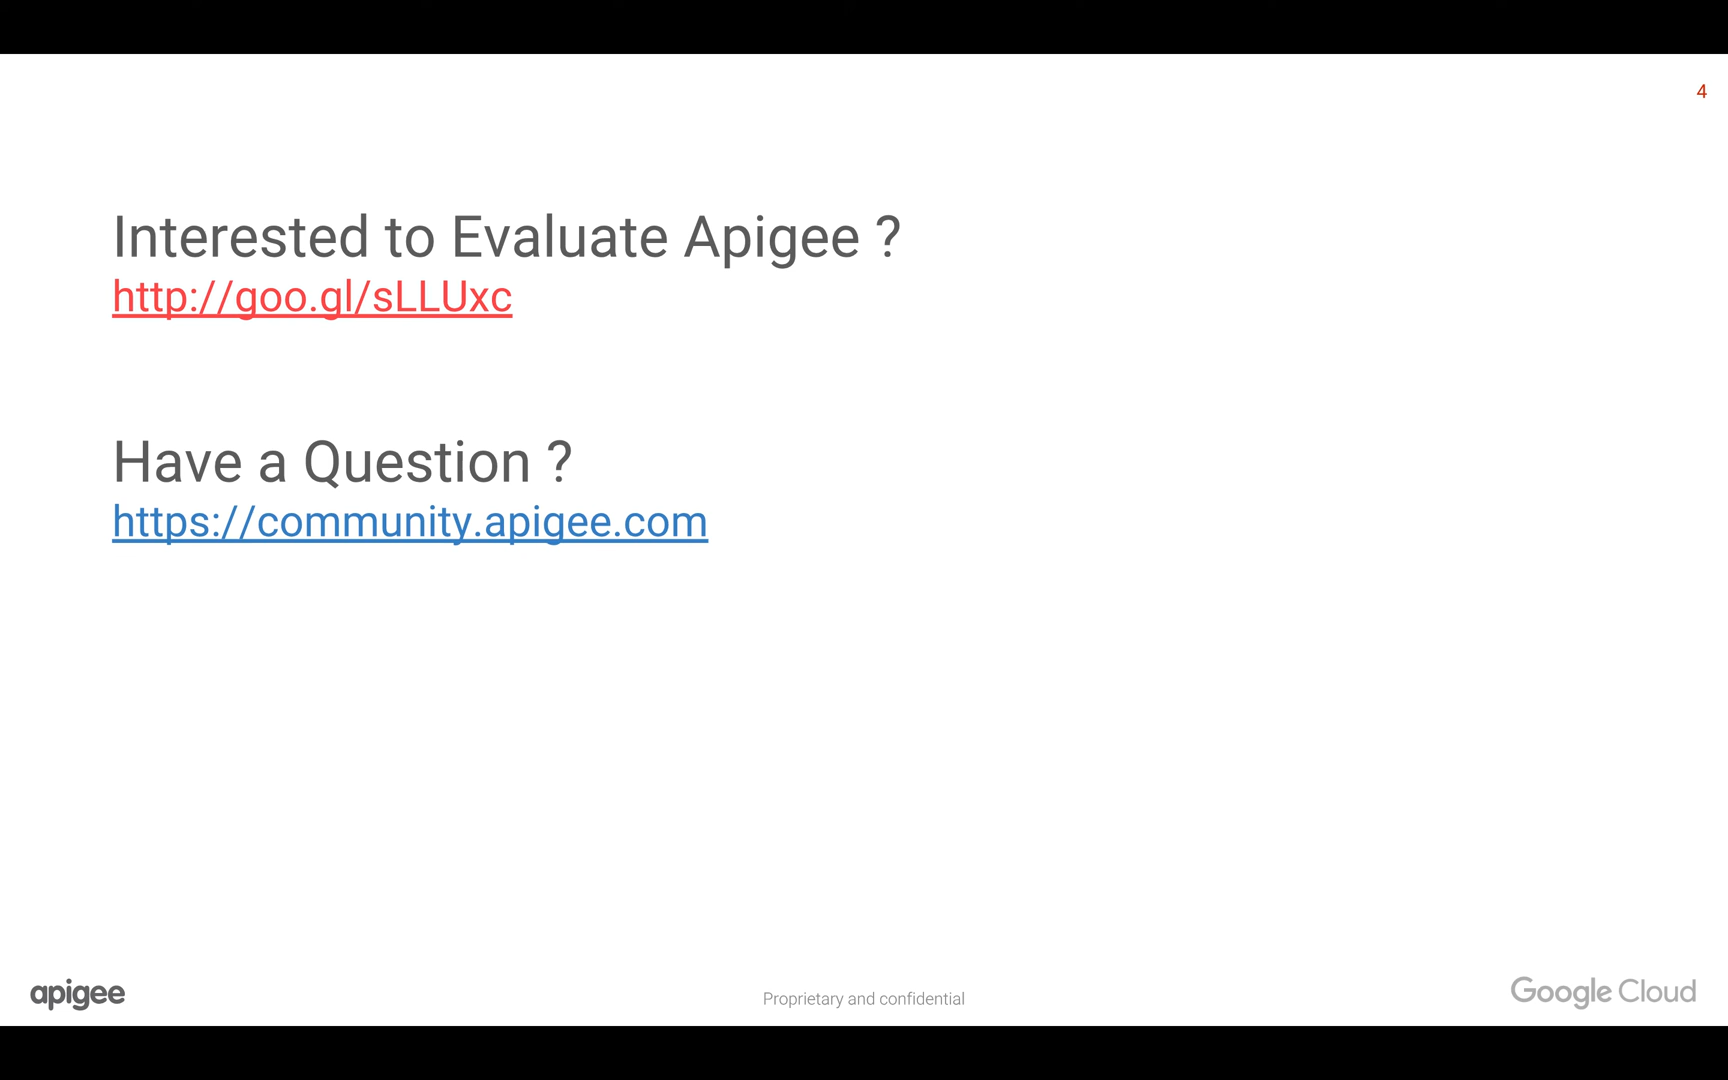 4
Interested to Evaluate Apigee ?
http://goo.gl/sLLUxc
Have a Question ?
https://community.apigee.com
apigee
Proprietary and confidential
Google Cloud